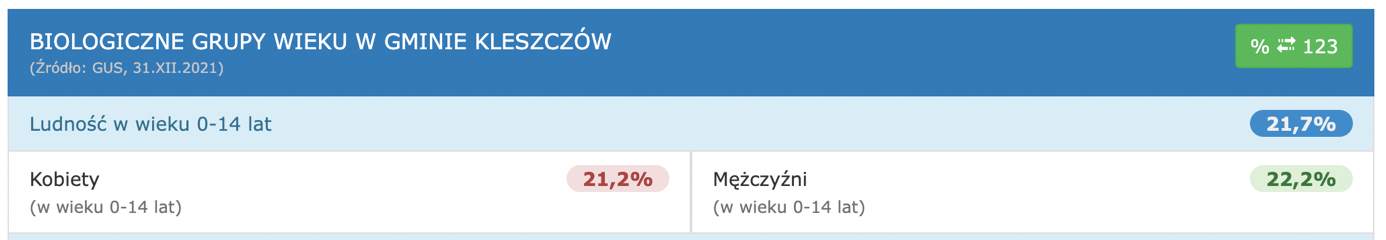 BIOLOGICZNE GRUPY WIEKU W GMINIE KLESZCZÓW
(Źródło: GUS, 31.XII.2021)
% 123
Ludność w wieku 0-14 lat 21,7%
Kobiety 21,2%
(w wieku 0-14 lat)
Mężczyźni 22,2%
(w wieku 0-14 lat)